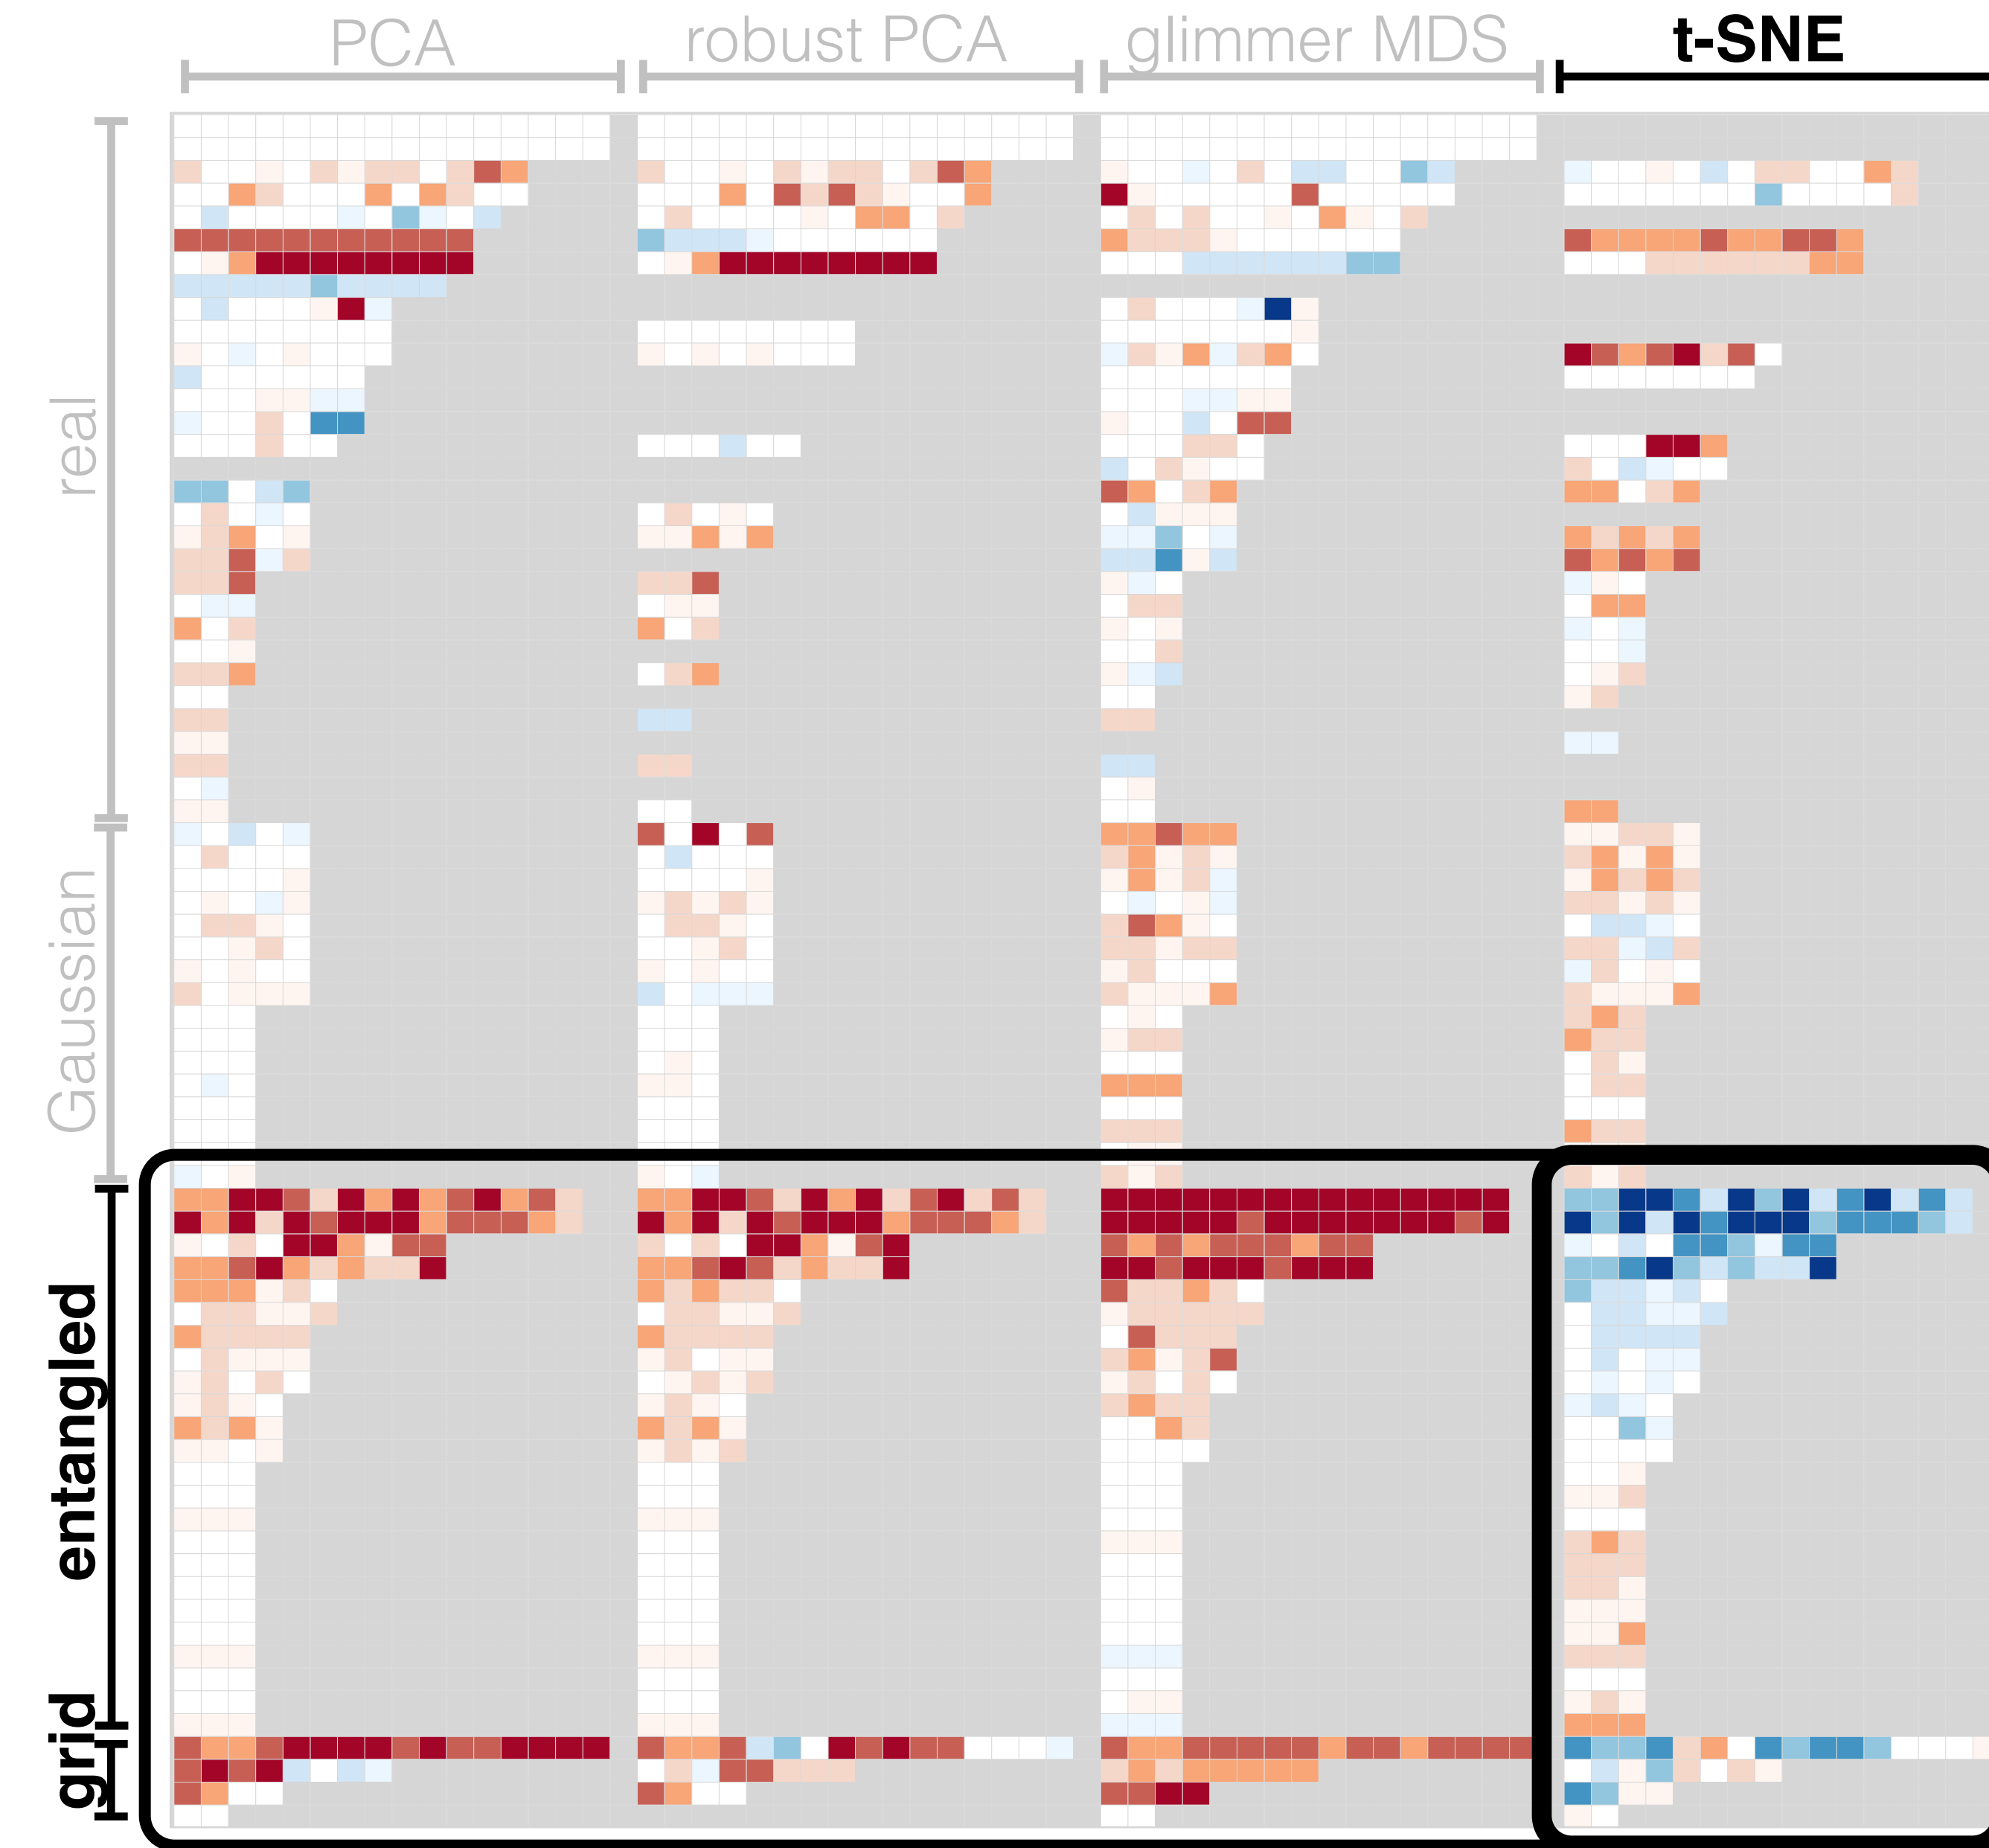 PCA
robust PCA
glimmer MDS
t-SNE
real
Gaussian
entangled
grid